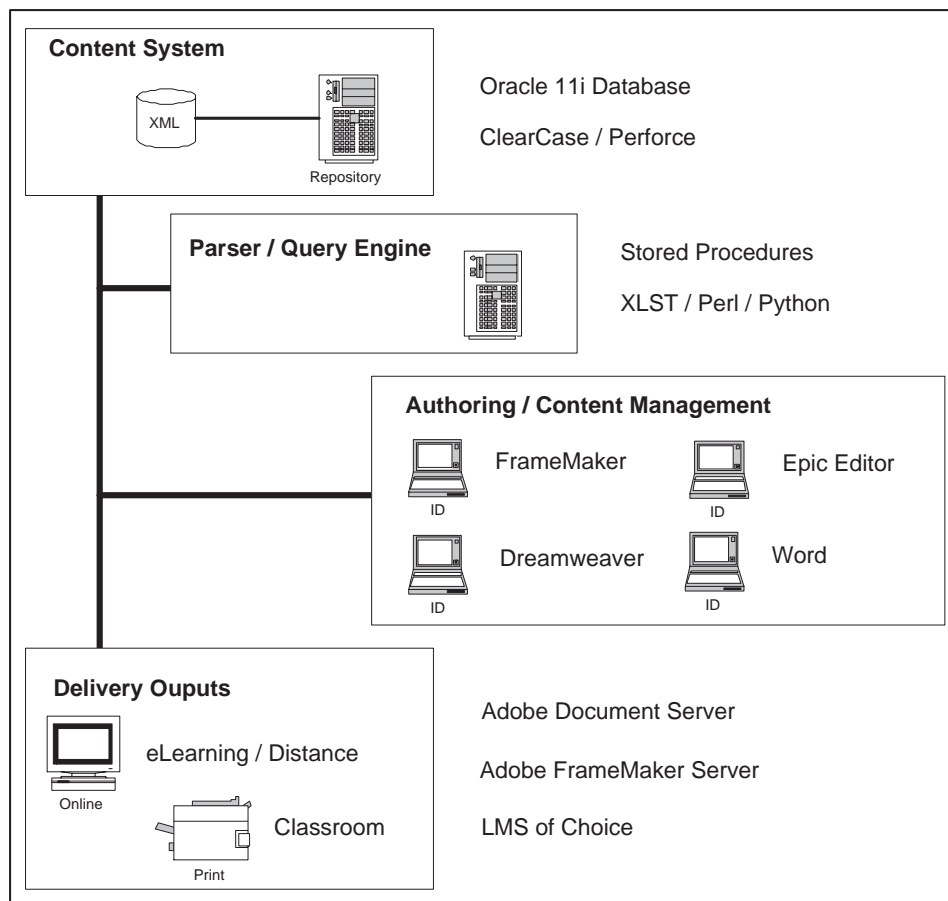 Content System
XML
Repository
Oracle 11i Database
ClearCase / Perforce
Parser / Query Engine
Stored Procedures
XLST / Perl / Python
Authoring / Content Management
FrameMaker
ID
Epic Editor
ID
Dreamweaver
ID
Word
ID
Delivery Ouputs
eLearning / Distance
Online
Classroom
Print
Adobe Document Server
Adobe FrameMaker Server
LMS of Choice